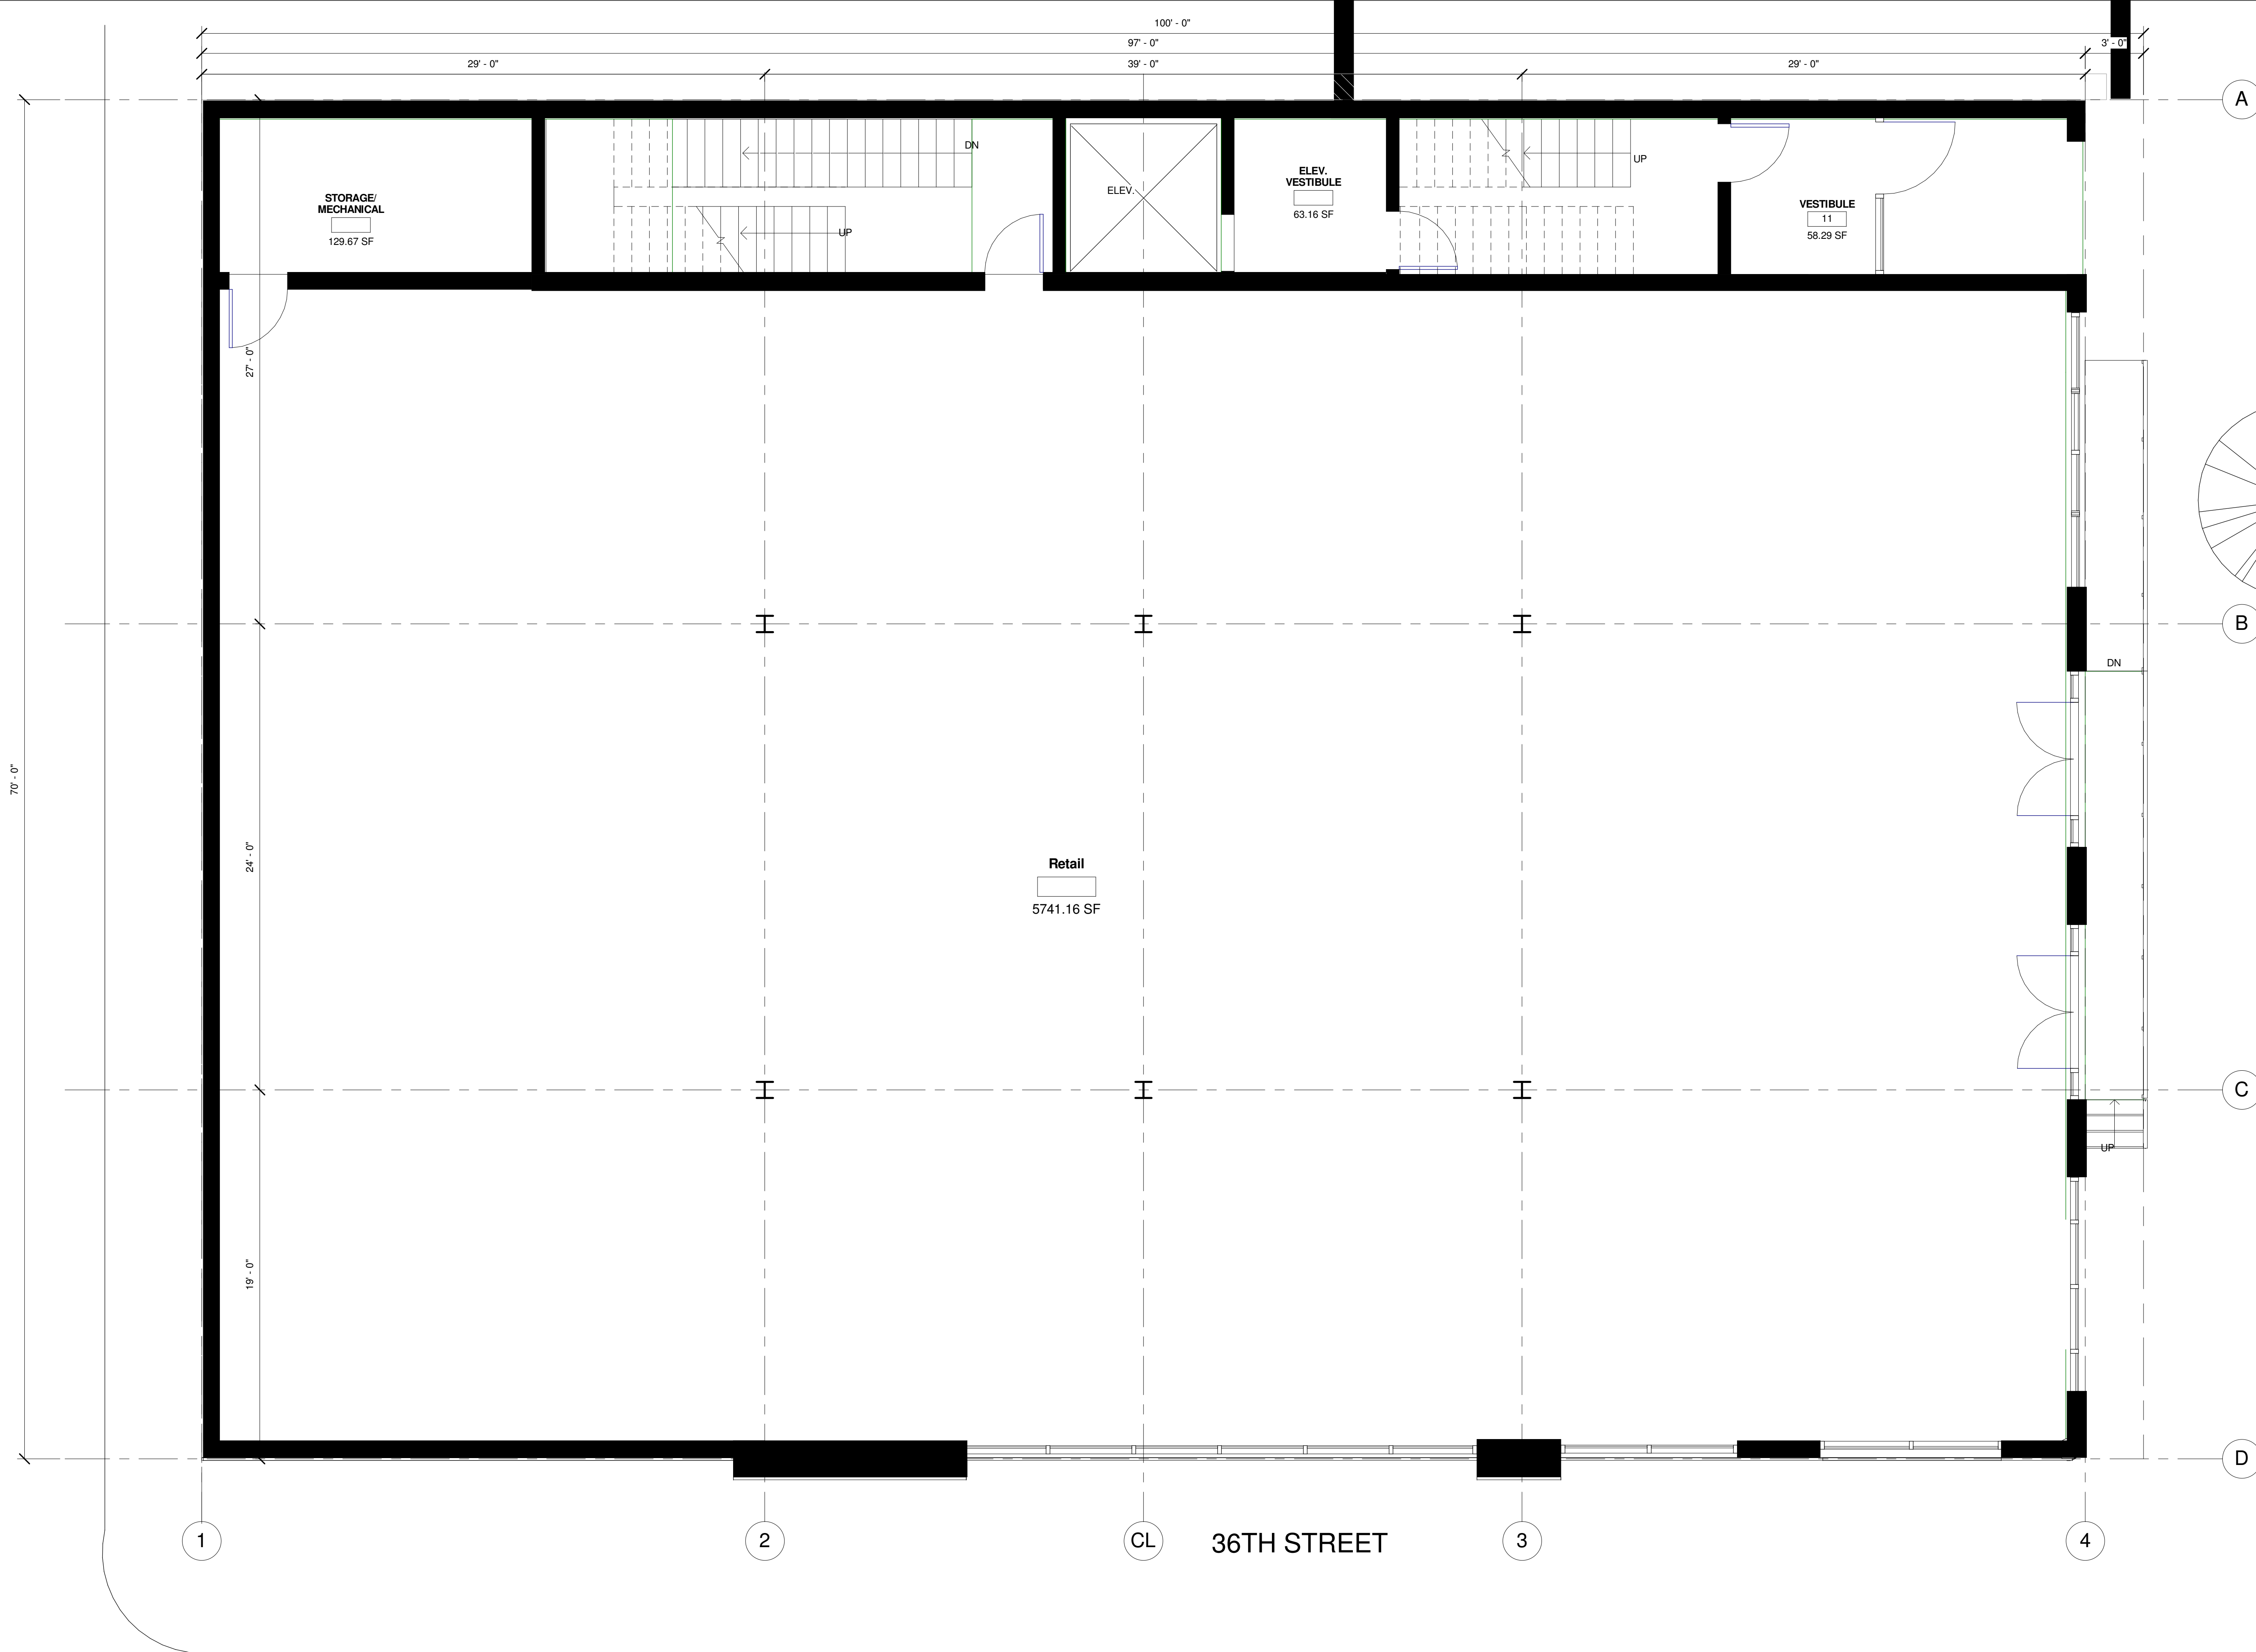 100' - 0"
97' - 0"
3' - 0"
29' - 0"
39' - 0"
29' - 0"
A
DN
UP
ELEV.
ELEV.
VESTIBULE
63.16 SF
UP
STORAGE/
MECHANICAL
129.67 SF
VESTIBULE
11
58.29 SF
UP
27' - 0"
B
DN
70' - 0"
24' - 0"
Retail
5741.16 SF
C
UP
19' - 0"
D
1
2
CL
36TH STREET
3
4